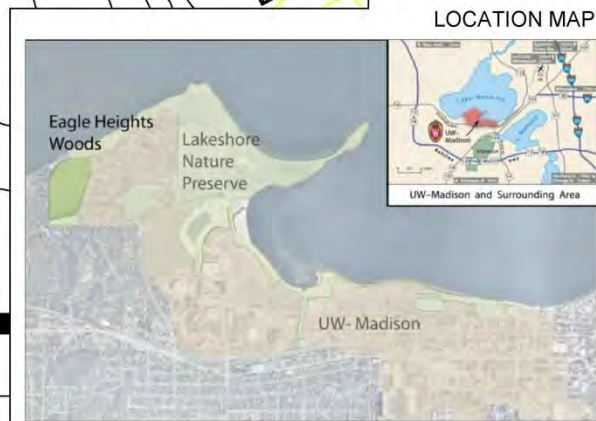 LOCATION MAP
Eagle Heights
Woods
Lakeshore
Nature
Preserve
UW- Madison
UW-
Madison
UW-Madison and Surrounding Area